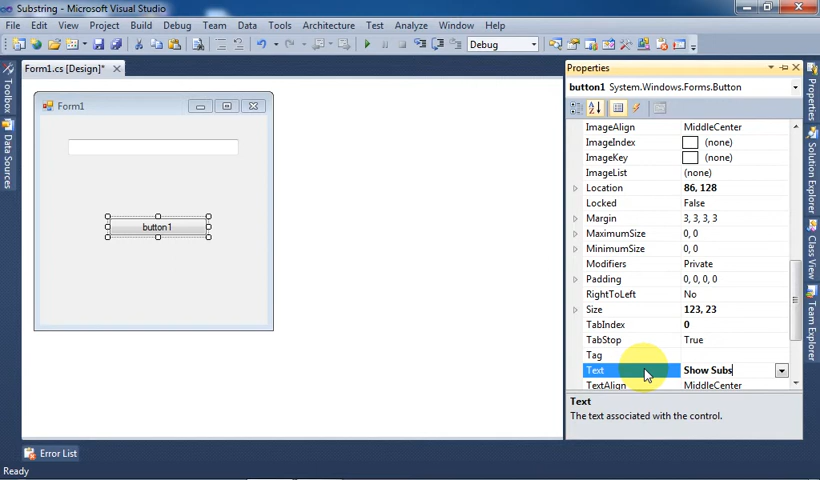 Substring - Microsoft Visual Studio
File Edit View Project Build Debug Team Data Tools Architecture Test Analyze Window Help
Debug
Form1.cs [Design]*
Properties
Toolbox
Data Sources
Form1
button1
button1 System.Windows.Forms.Button
ImageAlign MiddleCenter
ImageIndex (none)
ImageKey (none)
ImageList (none)
Location 86, 128
Locked False
Margin 3, 3, 3, 3
MaximumSize 0, 0
MinimumSize 0, 0
Modifiers Private
Padding 0, 0, 0, 0
RightToLeft No
Size 123, 23
TabIndex 0
TabStop True
Tag
Text Show Subs
TextAlign MiddleCenter
Text
The text associated with the control.
Properties
Solution Explorer
Class View
Team Explorer
Error List
Ready